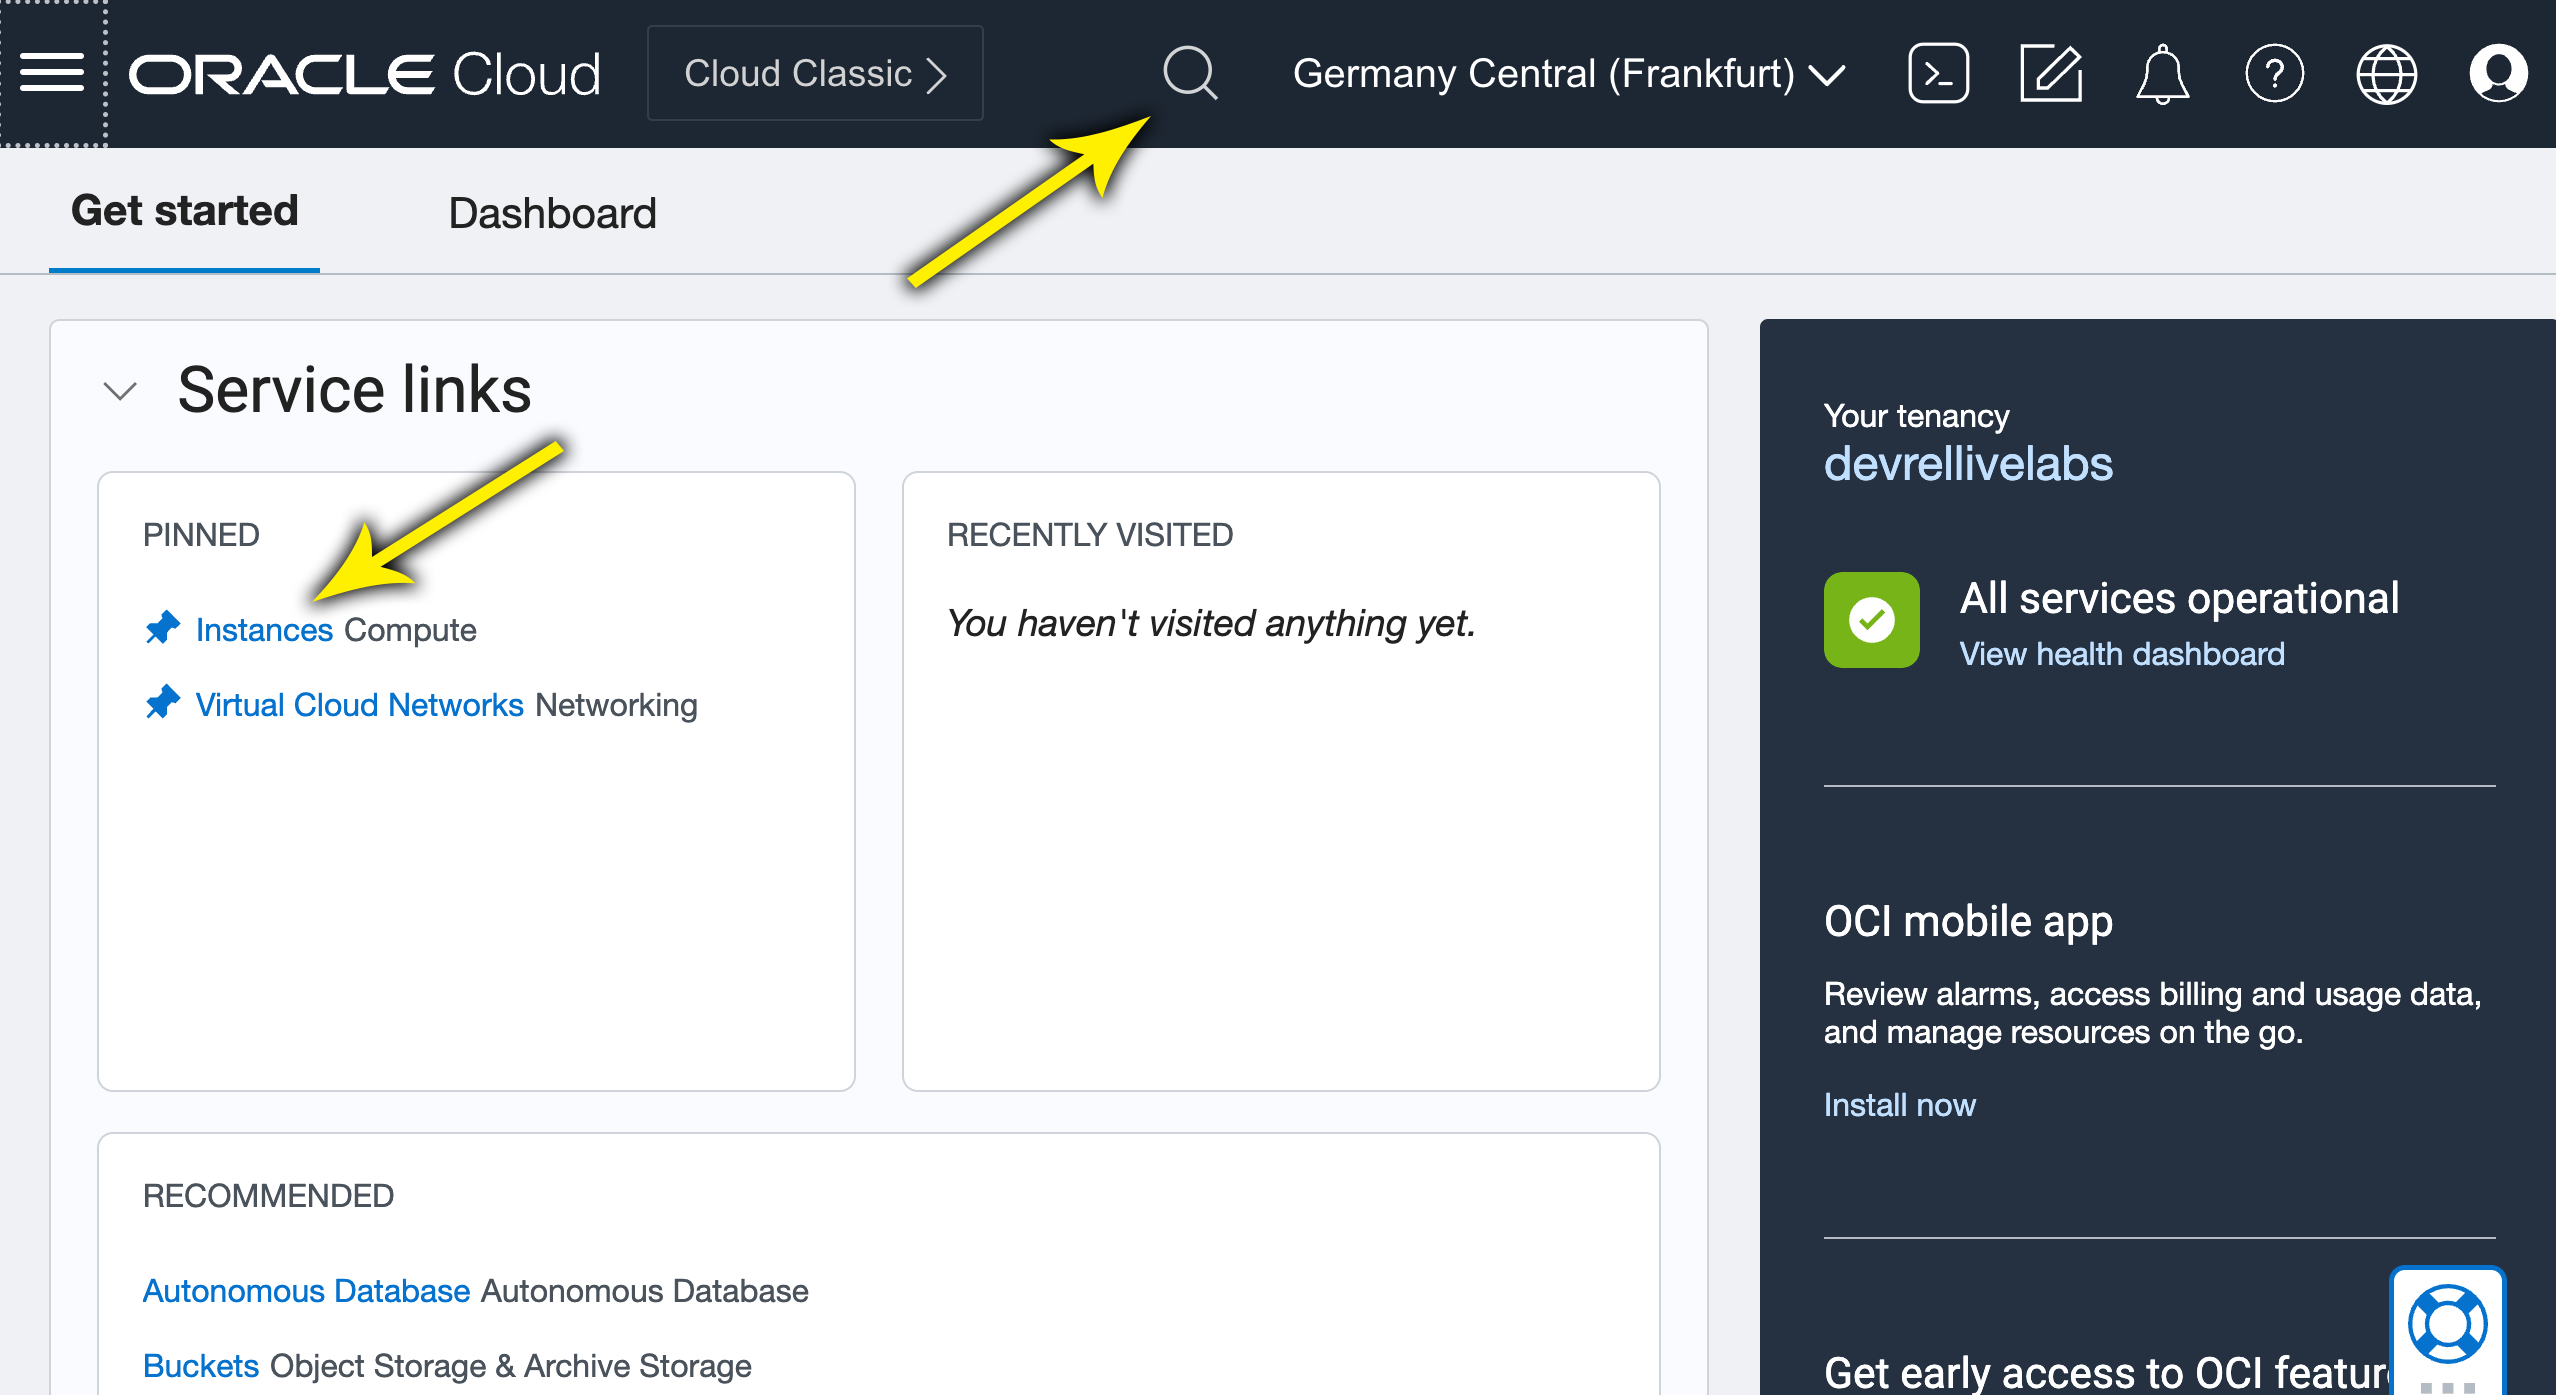 ORACLE Cloud
Cloud Classic
Germany Central (Frankfurt)
Get started
Dashboard
Service links
PINNED
Instances Compute
Virtual Cloud Networks Networking
RECENTLY VISITED
You haven't visited anything yet.
RECOMMENDED
Autonomous Database Autonomous Database
Buckets Object Storage & Archive Storage
Your tenancy
devrellivelabs
All services operational
View health dashboard
OCI mobile app
Review alarms, access billing and usage data,
and manage resources on the go.
Install now
Get early access to OCI